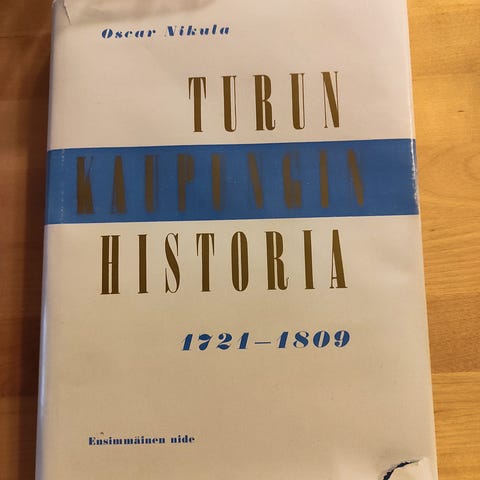 Oscar Nikula
TURUN
KAUPUNGIN
HISTORIA
1721–1809
Ensimmäinen nide